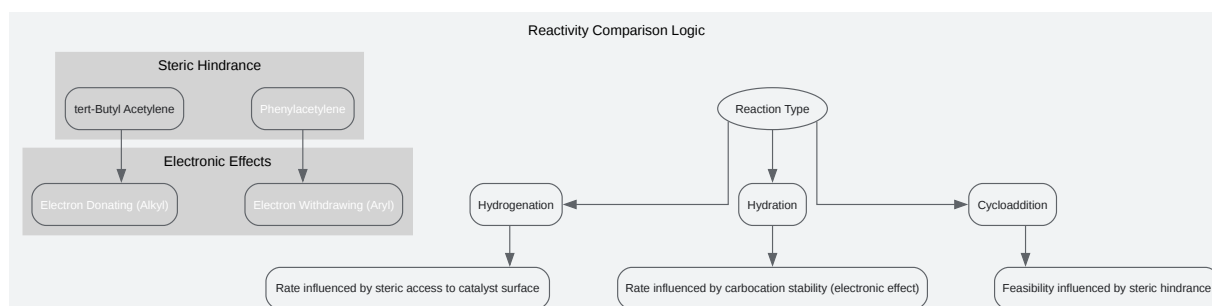 Reactivity Comparison Logic
Steric Hindrance
tert-Butyl Acetylene
Phenylacetylene
Reaction Type
Electronic Effects
Electron Donating (Alkyl)
Electron Withdrawing (Aryl)
Hydrogenation
Hydration
Cycloaddition
Rate influenced by steric access to catalyst surface
Rate influenced by carbocation stability (electronic effect)
Feasibility influenced by steric hindrance